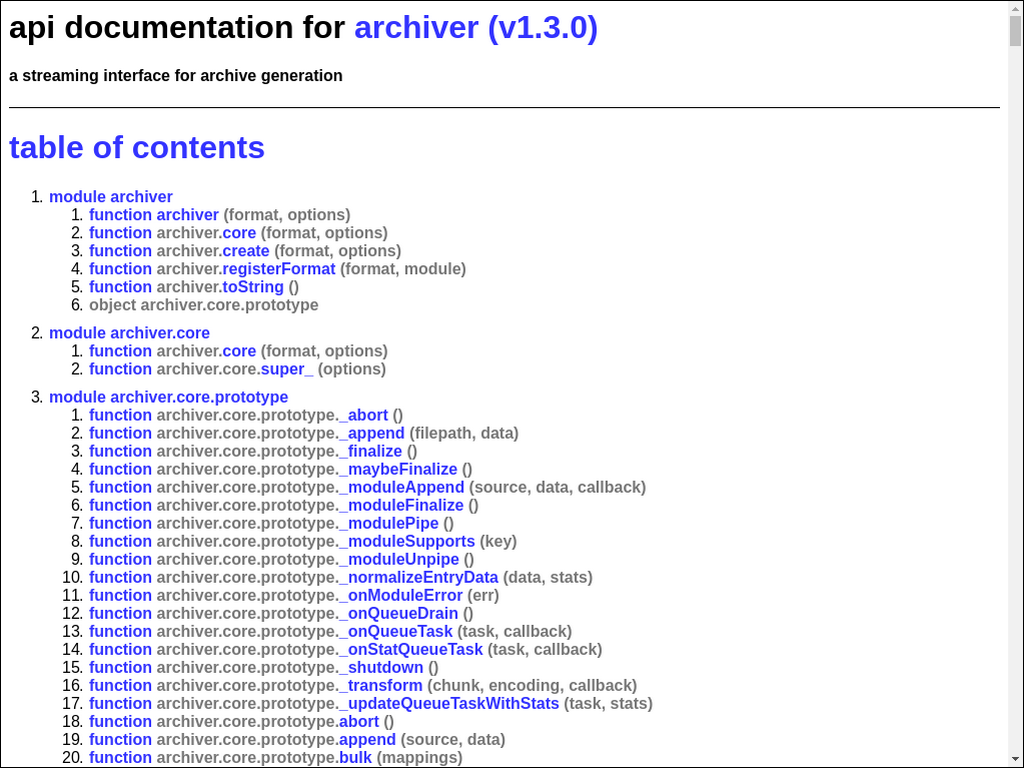 api documentation for archiver (v1.3.0)
a streaming interface for archive generation
table of contents
1. module archiver
1. function archiver (format, options)
2. function archiver.core (format, options)
3. function archiver.create (format, options)
4. function archiver.registerFormat (format, module)
5. function archiver.toString ()
6. object archiver.core.prototype
2. module archiver.core
1. function archiver.core (format, options)
2. function archiver.core.super_ (options)
3. module archiver.core.prototype
1. function archiver.core.prototype._abort ()
2. function archiver.core.prototype._append (filepath, data)
3. function archiver.core.prototype._finalize ()
4. function archiver.core.prototype._maybeFinalize ()
5. function archiver.core.prototype._moduleAppend (source, data, callback)
6. function archiver.core.prototype._moduleFinalize ()
7. function archiver.core.prototype._modulePipe ()
8. function archiver.core.prototype._moduleSupports (key)
9. function archiver.core.prototype._moduleUnpipe ()
10. function archiver.core.prototype._normalizeEntryData (data, stats)
11. function archiver.core.prototype._onModuleError (err)
12. function archiver.core.prototype._onQueueDrain ()
13. function archiver.core.prototype._onQueueTask (task, callback)
14. function archiver.core.prototype._onStatQueueTask (task, callback)
15. function archiver.core.prototype._shutdown ()
16. function archiver.core.prototype._transform (chunk, encoding, callback)
17. function archiver.core.prototype._updateQueueTaskWithStats (task, stats)
18. function archiver.core.prototype.abort ()
19. function archiver.core.prototype.append (source, data)
20. function archiver.core.prototype.bulk (mappings)